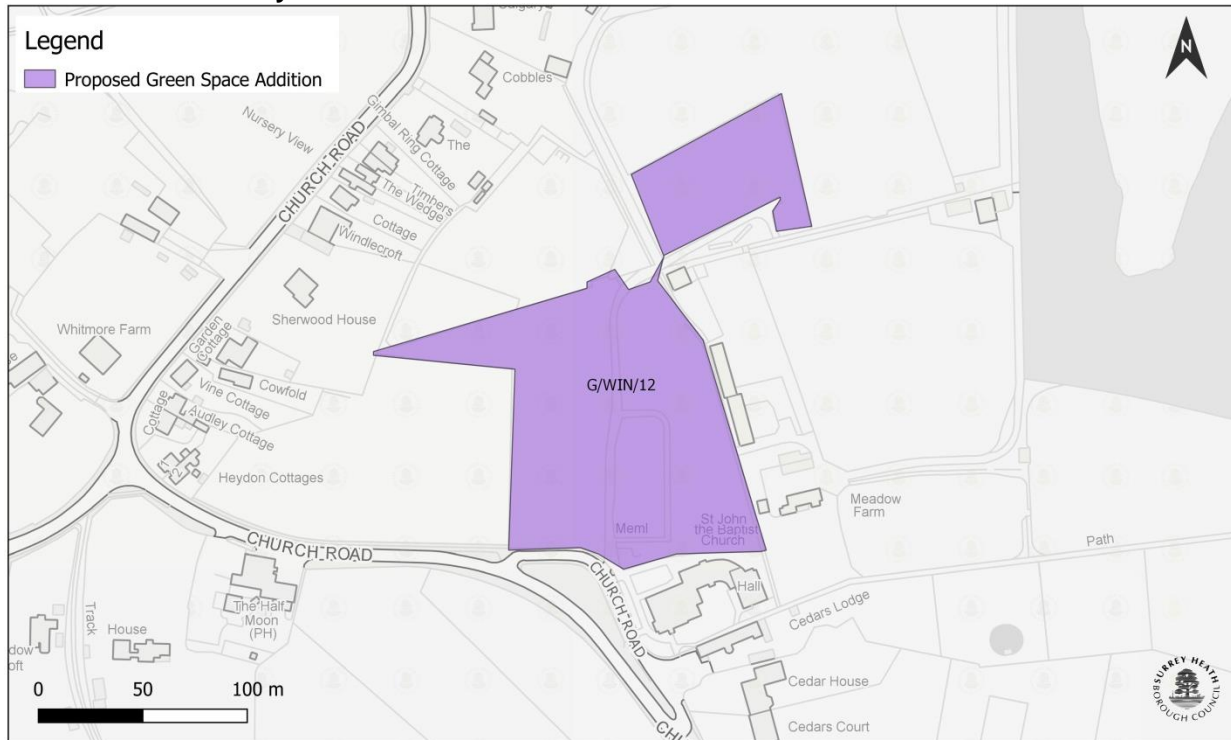 Legend
Proposed Green Space Addition
N
Cobbles
Nursery View
CHURCH ROAD
Gimbal Ring Cottage
The
Timbers
The Wedge
Cottage
Windlecroft
Sherwood House
Whitmore Farm
Garden
Cottage
Cowfold
Vine Cottage
Cottage
Audley Cottage
1
2
Heydon Cottages
G/WIN/12
Meml
St John
the Baptist
Church
Meadow
Farm
Path
CHURCH ROAD
CHURCH ROAD
Hall
Cedars Lodge
The Half
Moon
(PH)
Track
House
Cedar House
Cedars Court
0 50 100 m
SURREY HEATH
BOROUGH COUNCIL